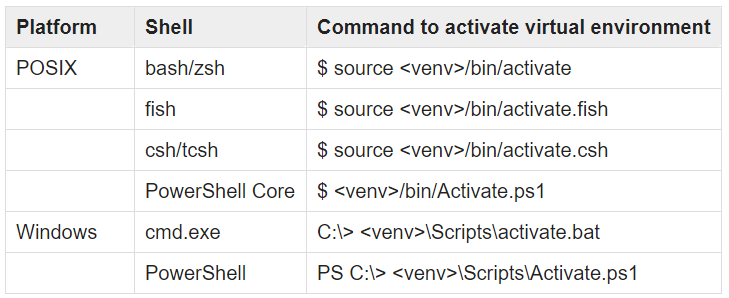 Platform Shell Command to activate virtual environment
POSIX bash/zsh $ source <venv>/bin/activate
fish $ source <venv>/bin/activate.fish
csh/tcsh $ source <venv>/bin/activate.csh
PowerShell Core $ <venv>/bin/Activate.ps1
Windows cmd.exe C:\> <venv>\Scripts\activate.bat
PowerShell PS C:\> <venv>\Scripts\Activate.ps1